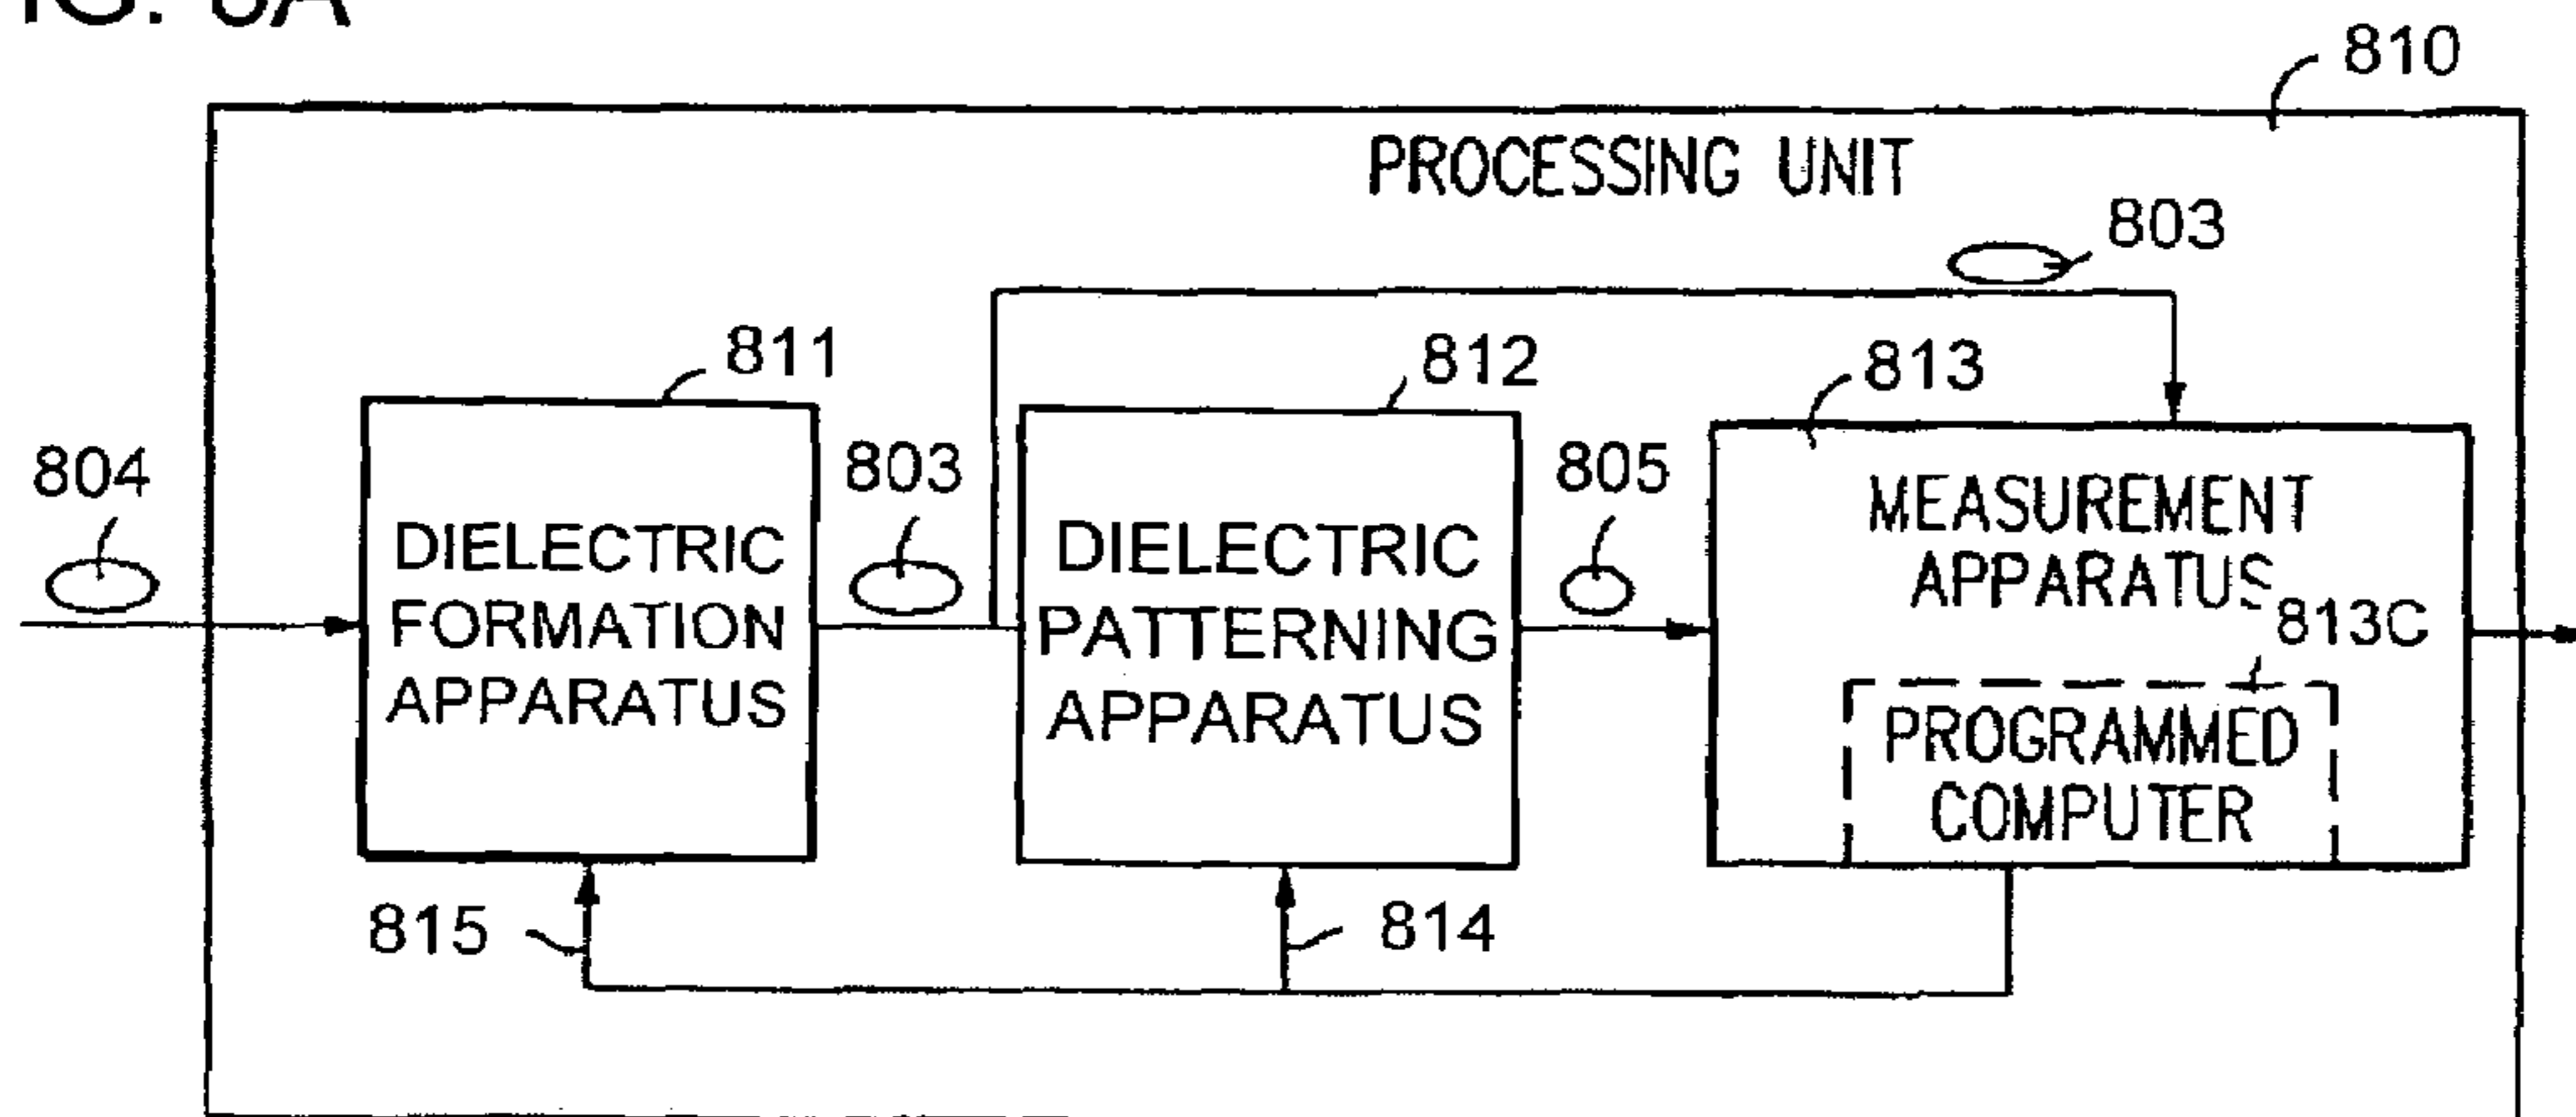 810
PROCESSING UNIT
803
811
812
813
804
803
805
DIELECTRIC
FORMATION
APPARATUS
DIELECTRIC
PATTERNING
APPARATUS
MEASUREMENT
APPARATUS
813C
PROGRAMMED
COMPUTER
815
814